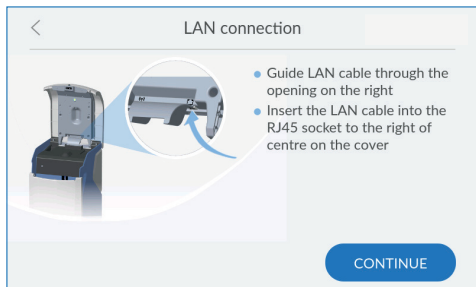 LAN connection
Guide LAN cable through the
opening on the right
Insert the LAN cable into the
RJ45 socket to the right of
centre on the cover
CONTINUE